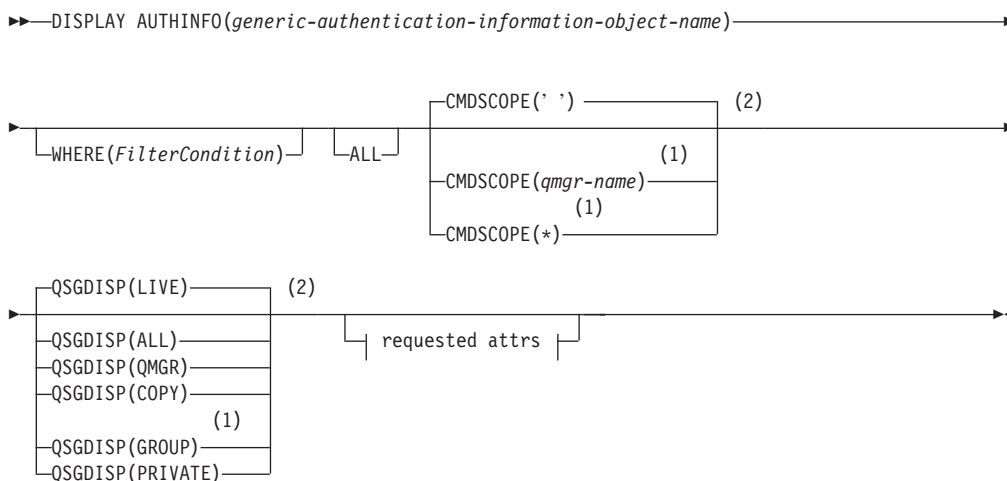 DISPLAY AUTHINFO(generic-authentication-information-object-name)
CMDSCOPE(’ ’) (2)
WHERE(FilterCondition) ALL (1)
CMDSCOPE(qmgr-name)
(1)
CMDSCOPE(*)
QSGDISP(LIVE) (2)
QSGDISP(ALL) requested attrs
QSGDISP(QMGR)
QSGDISP(COPY)
(1)
QSGDISP(GROUP)
QSGDISP(PRIVATE)